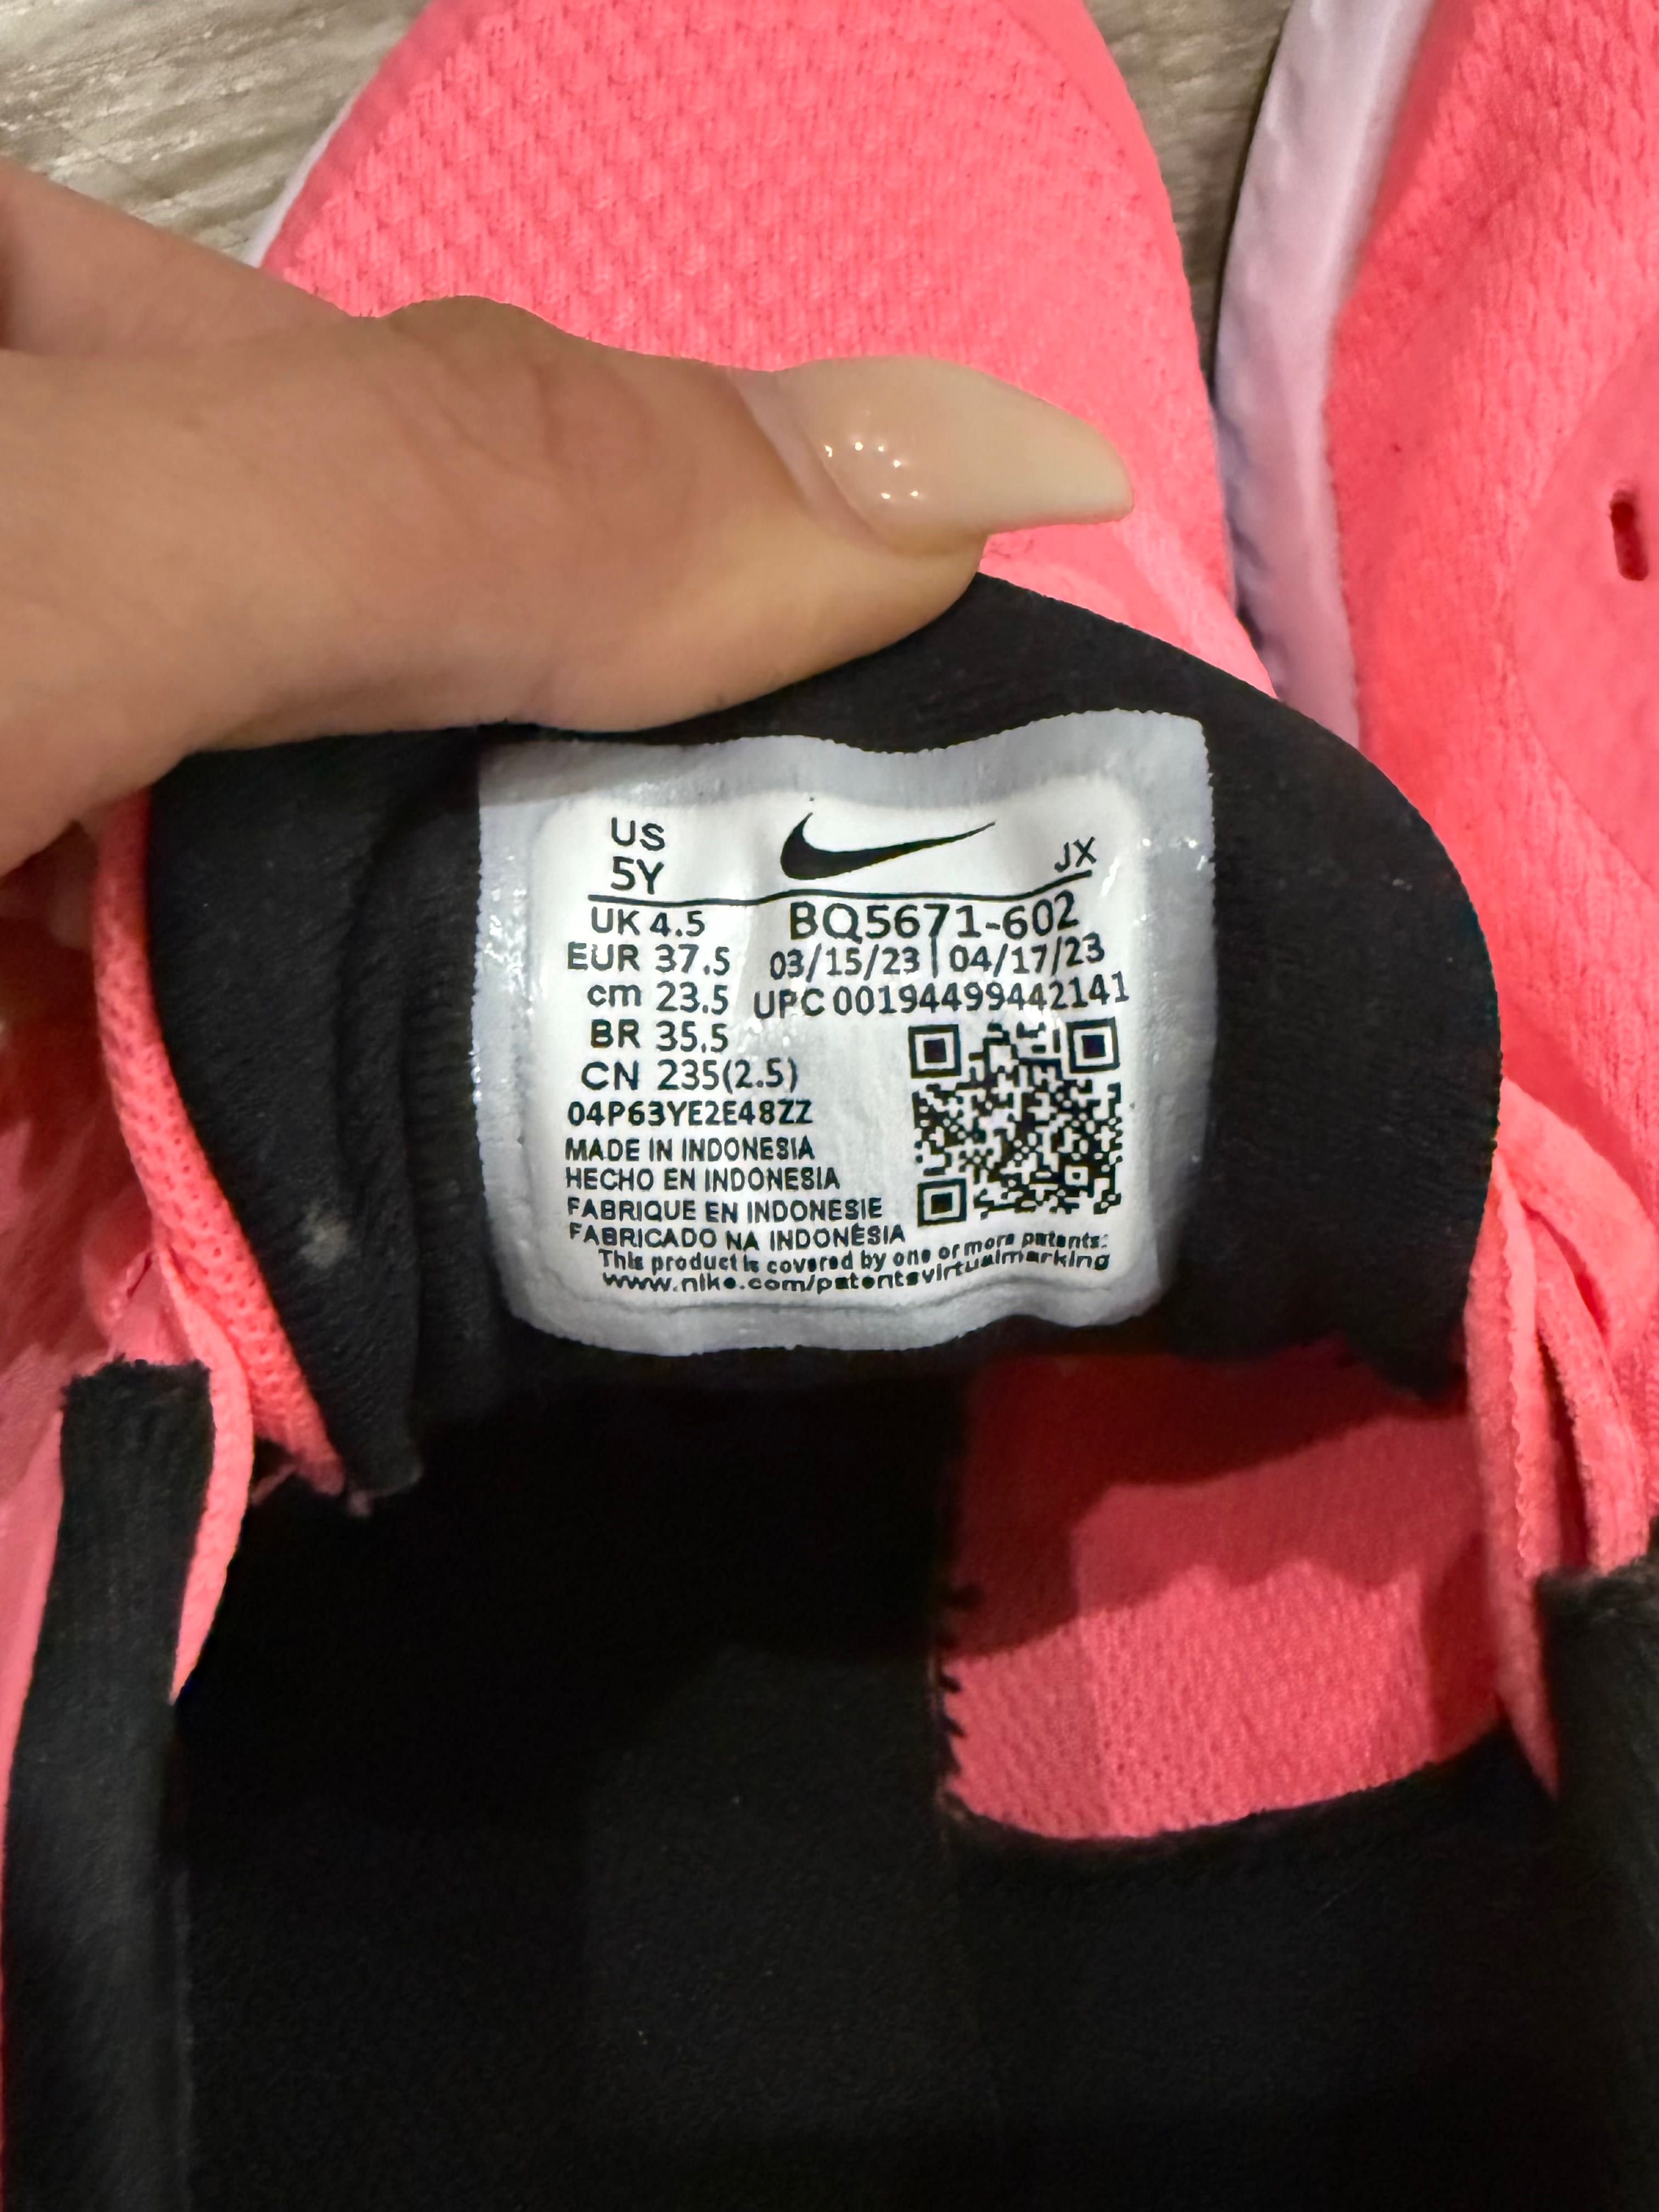 US
5Y
JX
UK 4.5
BQ5671-602
EUR 37.5
03/15/23 | 04/17/23
cm 23.5
UPC 00194499442141
BR 35.5
CN 235(2.5)
04P63YE2E48ZZ
MADE IN INDONESIA
HECHO EN INDONESIA
FABRIQUE EN INDONESIE
FABRICADO NA INDONÉSIA
This product is covered by one or more patents:
www.nike.com/patentsvirtualmarking